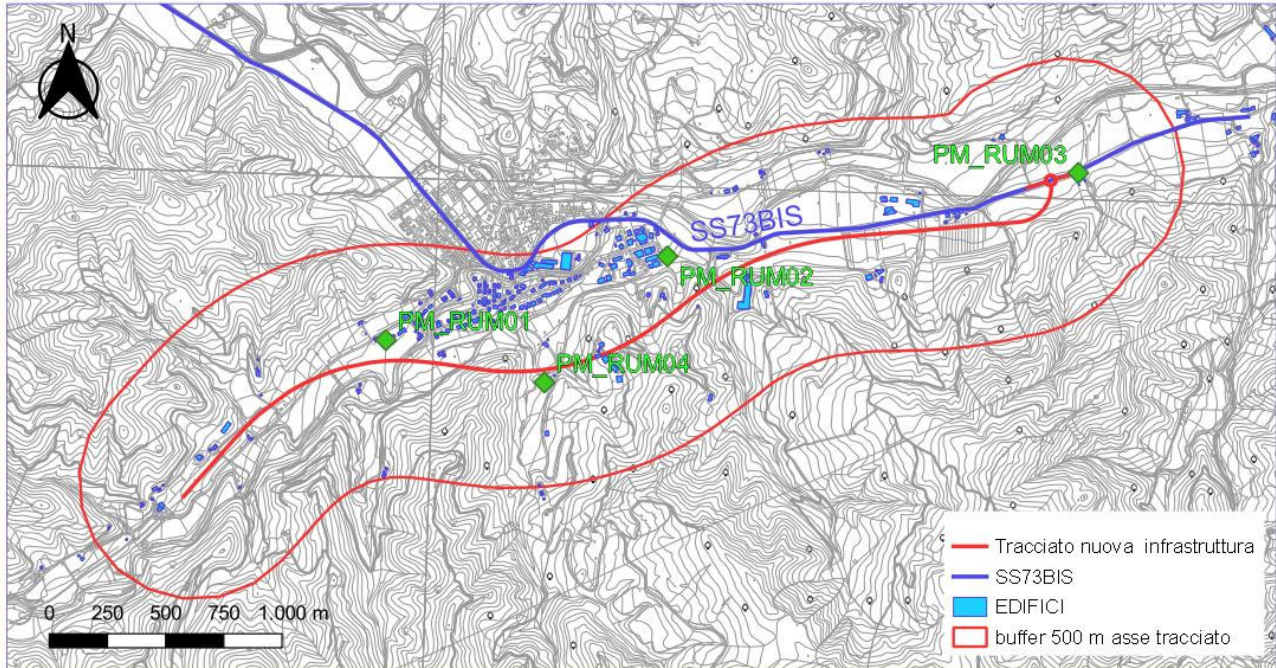 N
PM_RUM03
SS73BIS
PM_RUM02
PM_RUM01
PM_RUM04
Tracciato nuova infrastruttura
SS73BIS
EDIFICI
buffer 500 m asse tracciato
0 250 500 750 1.000 m